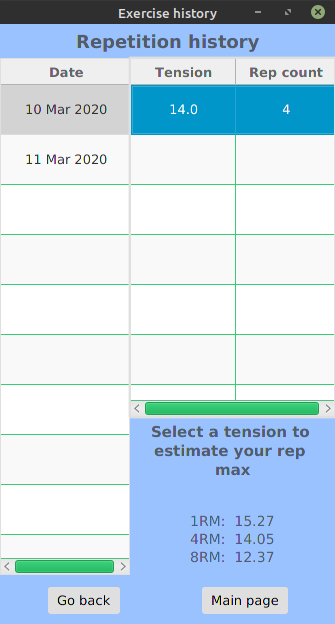 Exercise history
Repetition history
Date
Tension Rep count
10 Mar 2020
14.0 4
11 Mar 2020
Select a tension to
estimate your rep
max
1RM: 15.27
4RM: 14.05
8RM: 12.37
Go back Main page